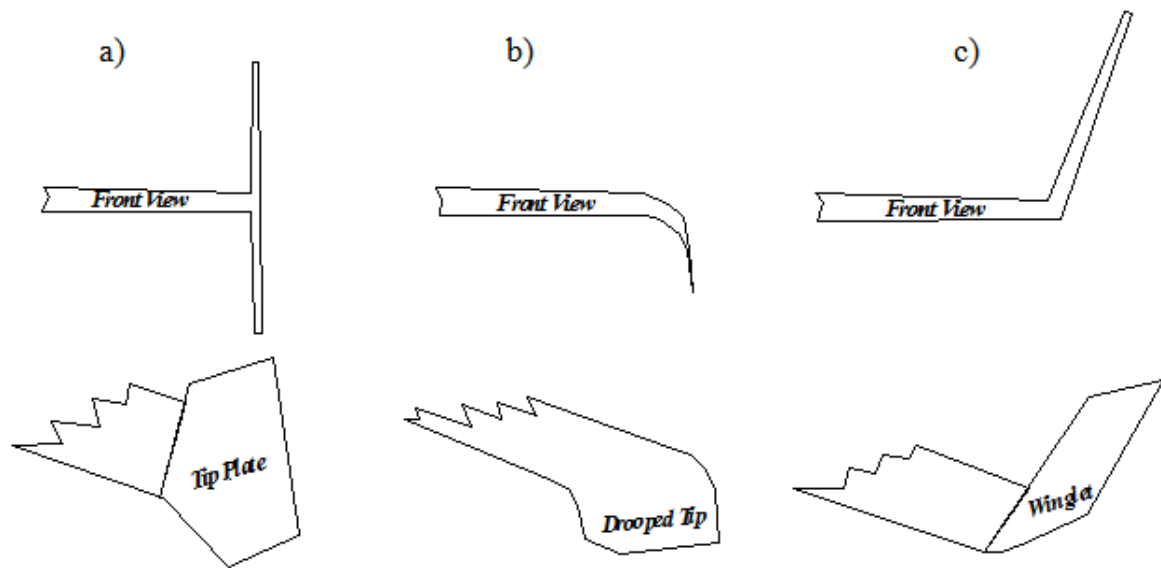 a)
b)
c)
Front View
Front View
Front View
Tip Plate
Drooped Tip
Winglet